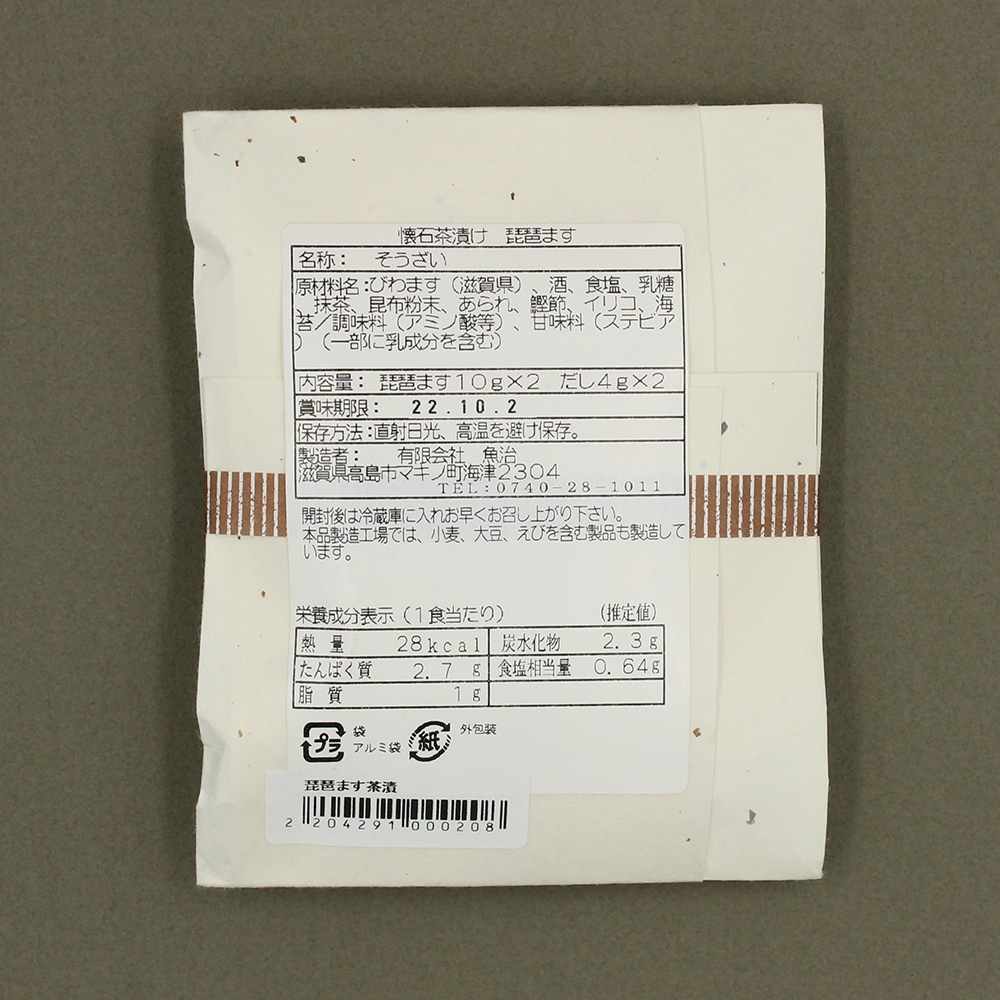 懐石茶漬け　琵琶ます
名称：　そうざい
原材料名：びわます（滋賀県）、酒、食塩、乳糖
、抹茶、昆布粉末、あられ、鰹節、イリコ、海
苔／調味料（アミノ酸等）、甘味料（ステビア
）（一部に乳成分を含む）
内容量：　琵琶ます１０ｇ×２　だし４ｇ×２
賞味期限：　22.10.2
保存方法：直射日光、高温を避け保存。
製造者：　　有限会社　魚治
滋賀県高島市マキノ町海津２３０４
TEL:0740-28-1011
開封後は冷蔵庫に入れお早くお召し上がり下さい。
本品製造工場では、小麦、大豆、えびを含む製品も製造して
います。
栄養成分表示（１食当たり）　（推定値）
熱量　28kcal　炭水化物　2.3g
たんぱく質　2.7g　食塩相当量　0.64g
脂質　1g
プラ　袋　紙　外包装
アルミ袋
琵琶ます茶漬
2 204291 000208